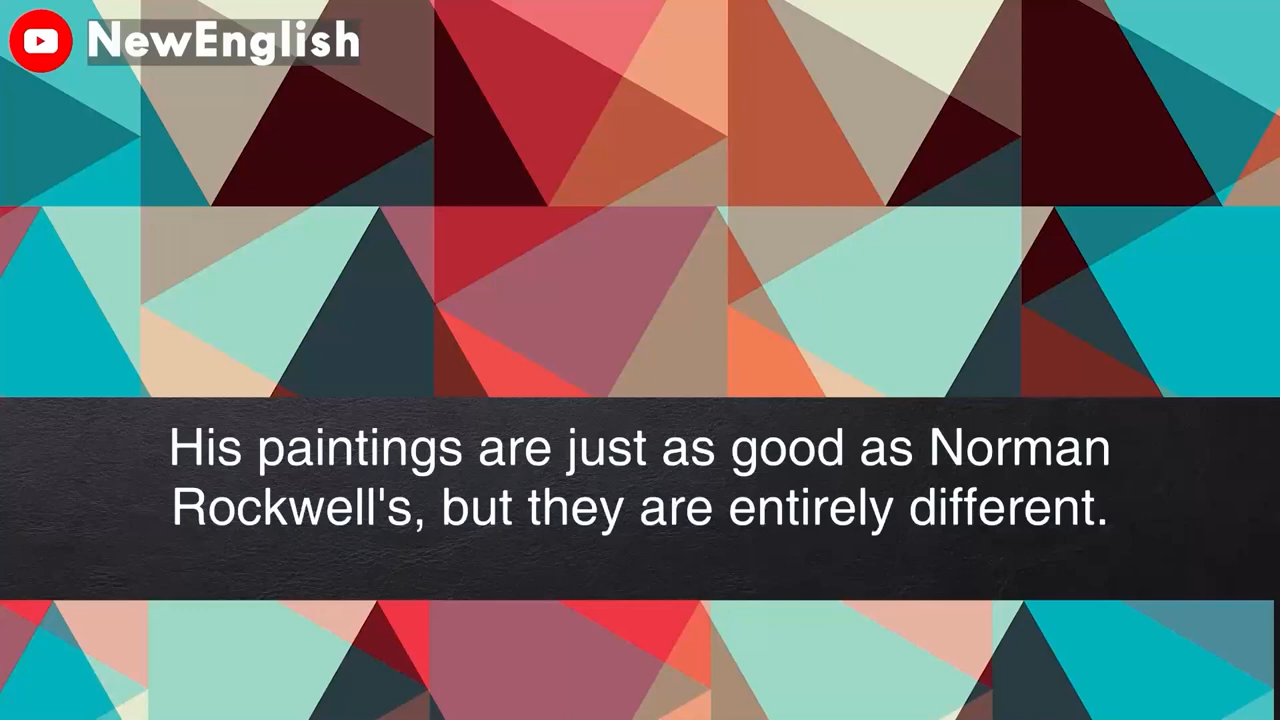 NewEnglish
His paintings are just as good as Norman
Rockwell's, but they are entirely different.